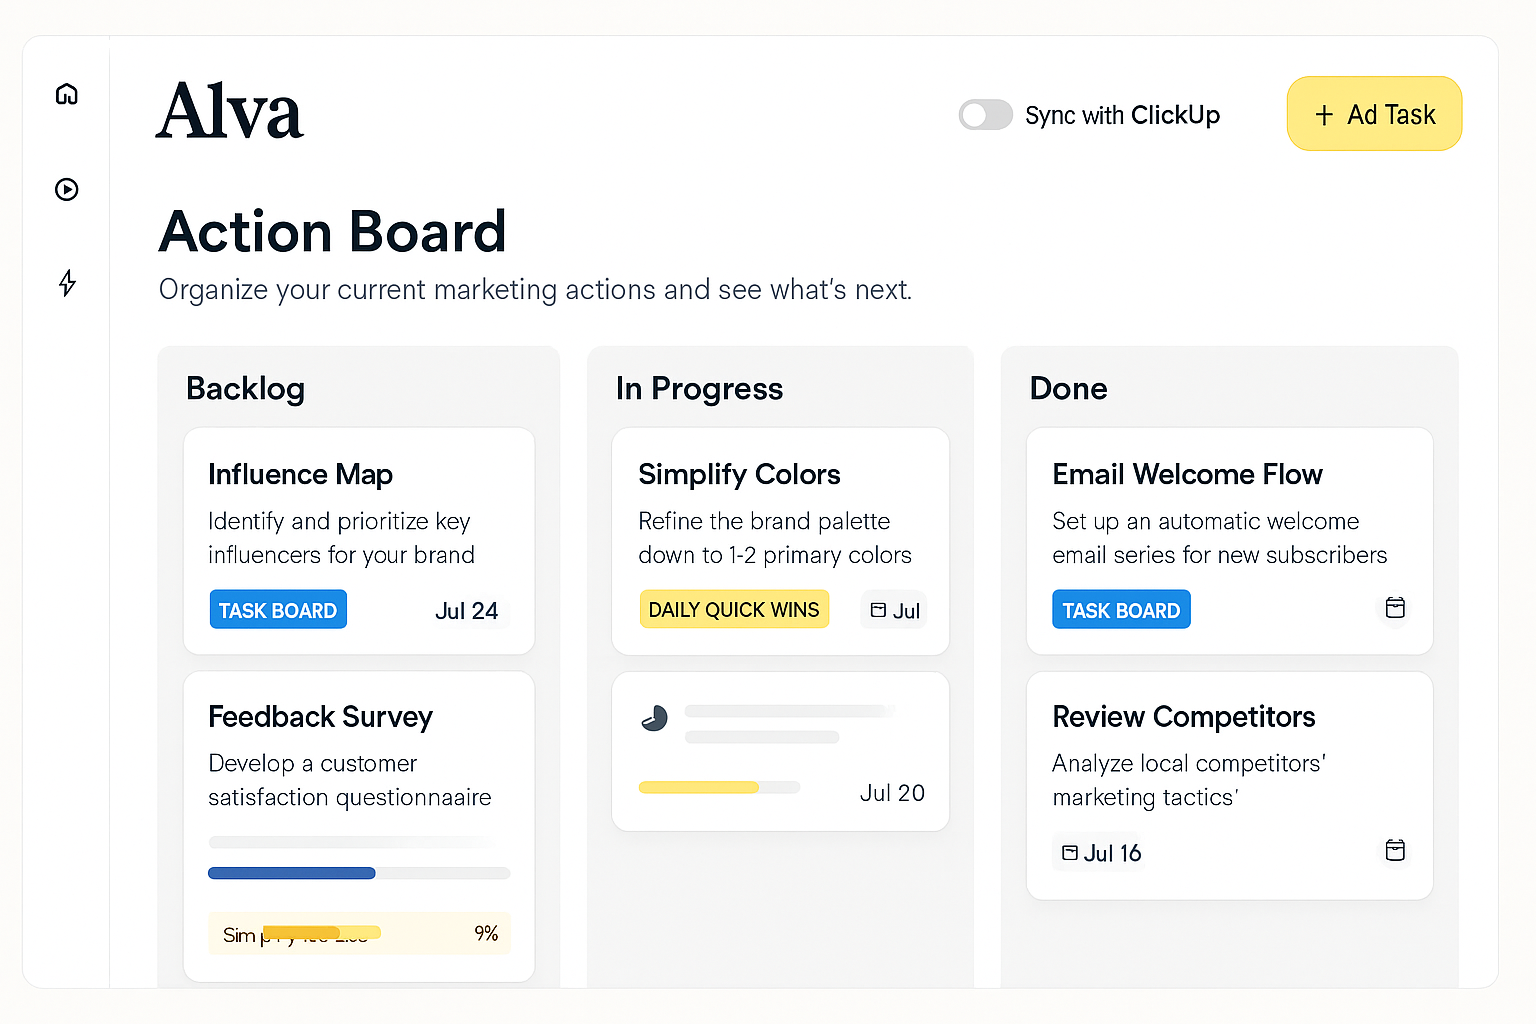 Alva
Sync with ClickUp
+ Ad Task
Action Board
Organize your current marketing actions and see what's next.
Backlog
Influence Map
Identify and prioritize key
influencers for your brand
TASK BOARD
Jul 24
Feedback Survey
Develop a customer
satisfaction questionnaaire
9%
In Progress
Simplify Colors
Refine the brand palette
down to 1-2 primary colors
DAILY QUICK WINS
Jul
Jul 20
Done
Email Welcome Flow
Set up an automatic welcome
email series for new subscribers
TASK BOARD
Review Competitors
Analyze local competitors'
marketing tactics'
Jul 16